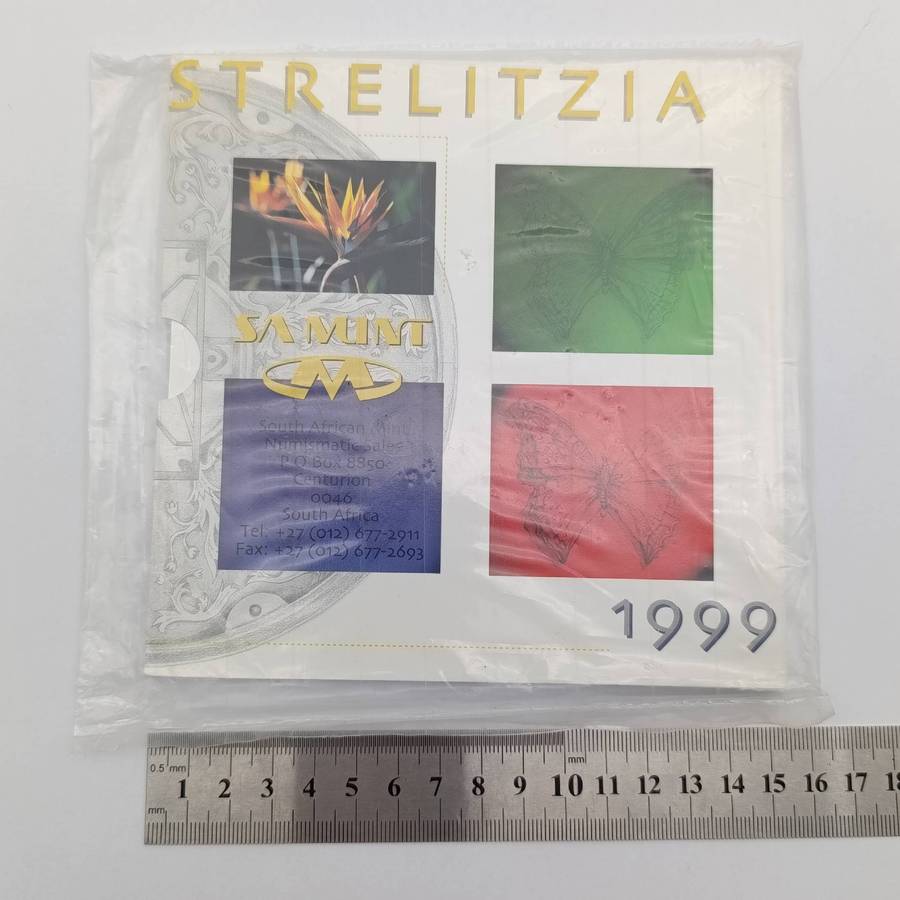 STRELITZIA
SA MINT
South African Mint
Numismatic Sales
P O Box 8850
Centurion
0046
South Africa
Tel: +27 (012) 677-2911
Fax: +27 (012) 677-2693
1999
0.5 mm
mm
1 2 3 4 5 6 7 8 9 10 11 12 13 14 15 16 17 18
mm